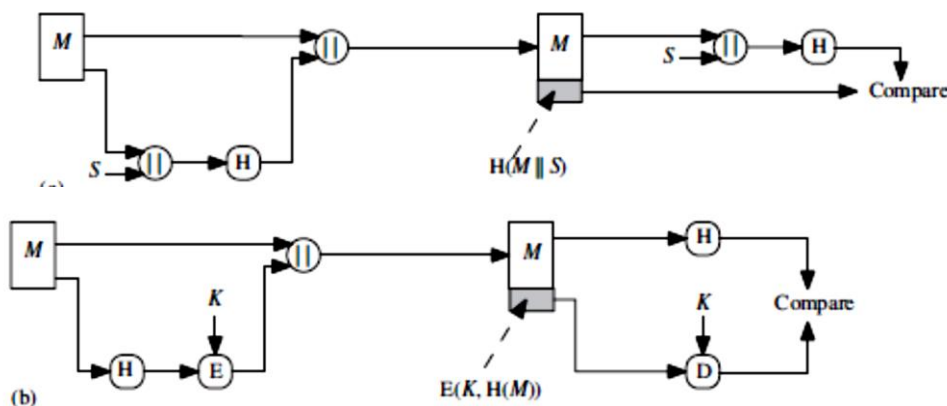 M || M || H
S Compare
S || H
H(M || S)
M || M H
K K Compare
H E D
E(K, H(M))
(b)